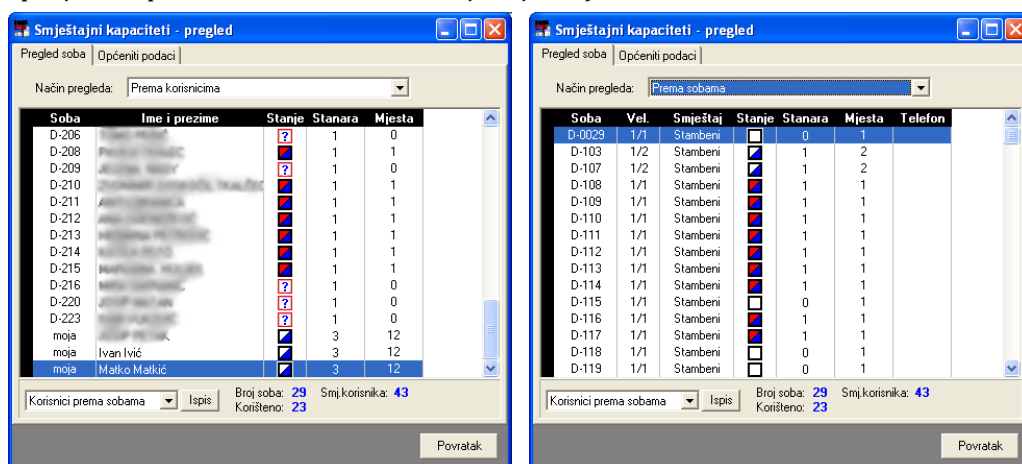 Smještajni kapaciteti - pregled
Pregled soba Općeniti podaci
Način pregleda: Prema korisnicima
Soba Ime i prezime Stanje Stanara Mjesta
D-206 ? 1 0
D-208 1 1
D-209 ? 1 0
D-210 1 1
D-211 1 1
D-212 1 1
D-213 1 1
D-214 1 1
D-215 1 1
D-216 ? 1 0
D-220 ? 1 0
D-223 ? 1 0
moja 3 12
moja Ivan Ivić 3 12
moja Matko Matkić 3 12
Korisnici prema sobama Ispis Broj soba: 29 Smj.korisnika: 43
Korišteno: 23
Povratak
Smještajni kapaciteti - pregled
Pregled soba Općeniti podaci
Način pregleda: Prema sobama
Soba Vel. Smještaj Stanje Stanara Mjesta Telefon
D-0029 1/1 Stambeni 0 1
D-103 1/2 Stambeni 1 2
D-107 1/2 Stambeni 1 2
D-108 1/1 Stambeni 1 1
D-109 1/1 Stambeni 1 1
D-110 1/1 Stambeni 1 1
D-111 1/1 Stambeni 1 1
D-112 1/1 Stambeni 1 1
D-113 1/1 Stambeni 1 1
D-114 1/1 Stambeni 1 1
D-115 1/1 Stambeni 0 1
D-116 1/1 Stambeni 1 1
D-117 1/1 Stambeni 1 1
D-118 1/1 Stambeni 0 1
D-119 1/1 Stambeni 0 1
Korisnici prema sobama Ispis Broj soba: 29 Smj.korisnika: 43
Korišteno: 23
Povratak